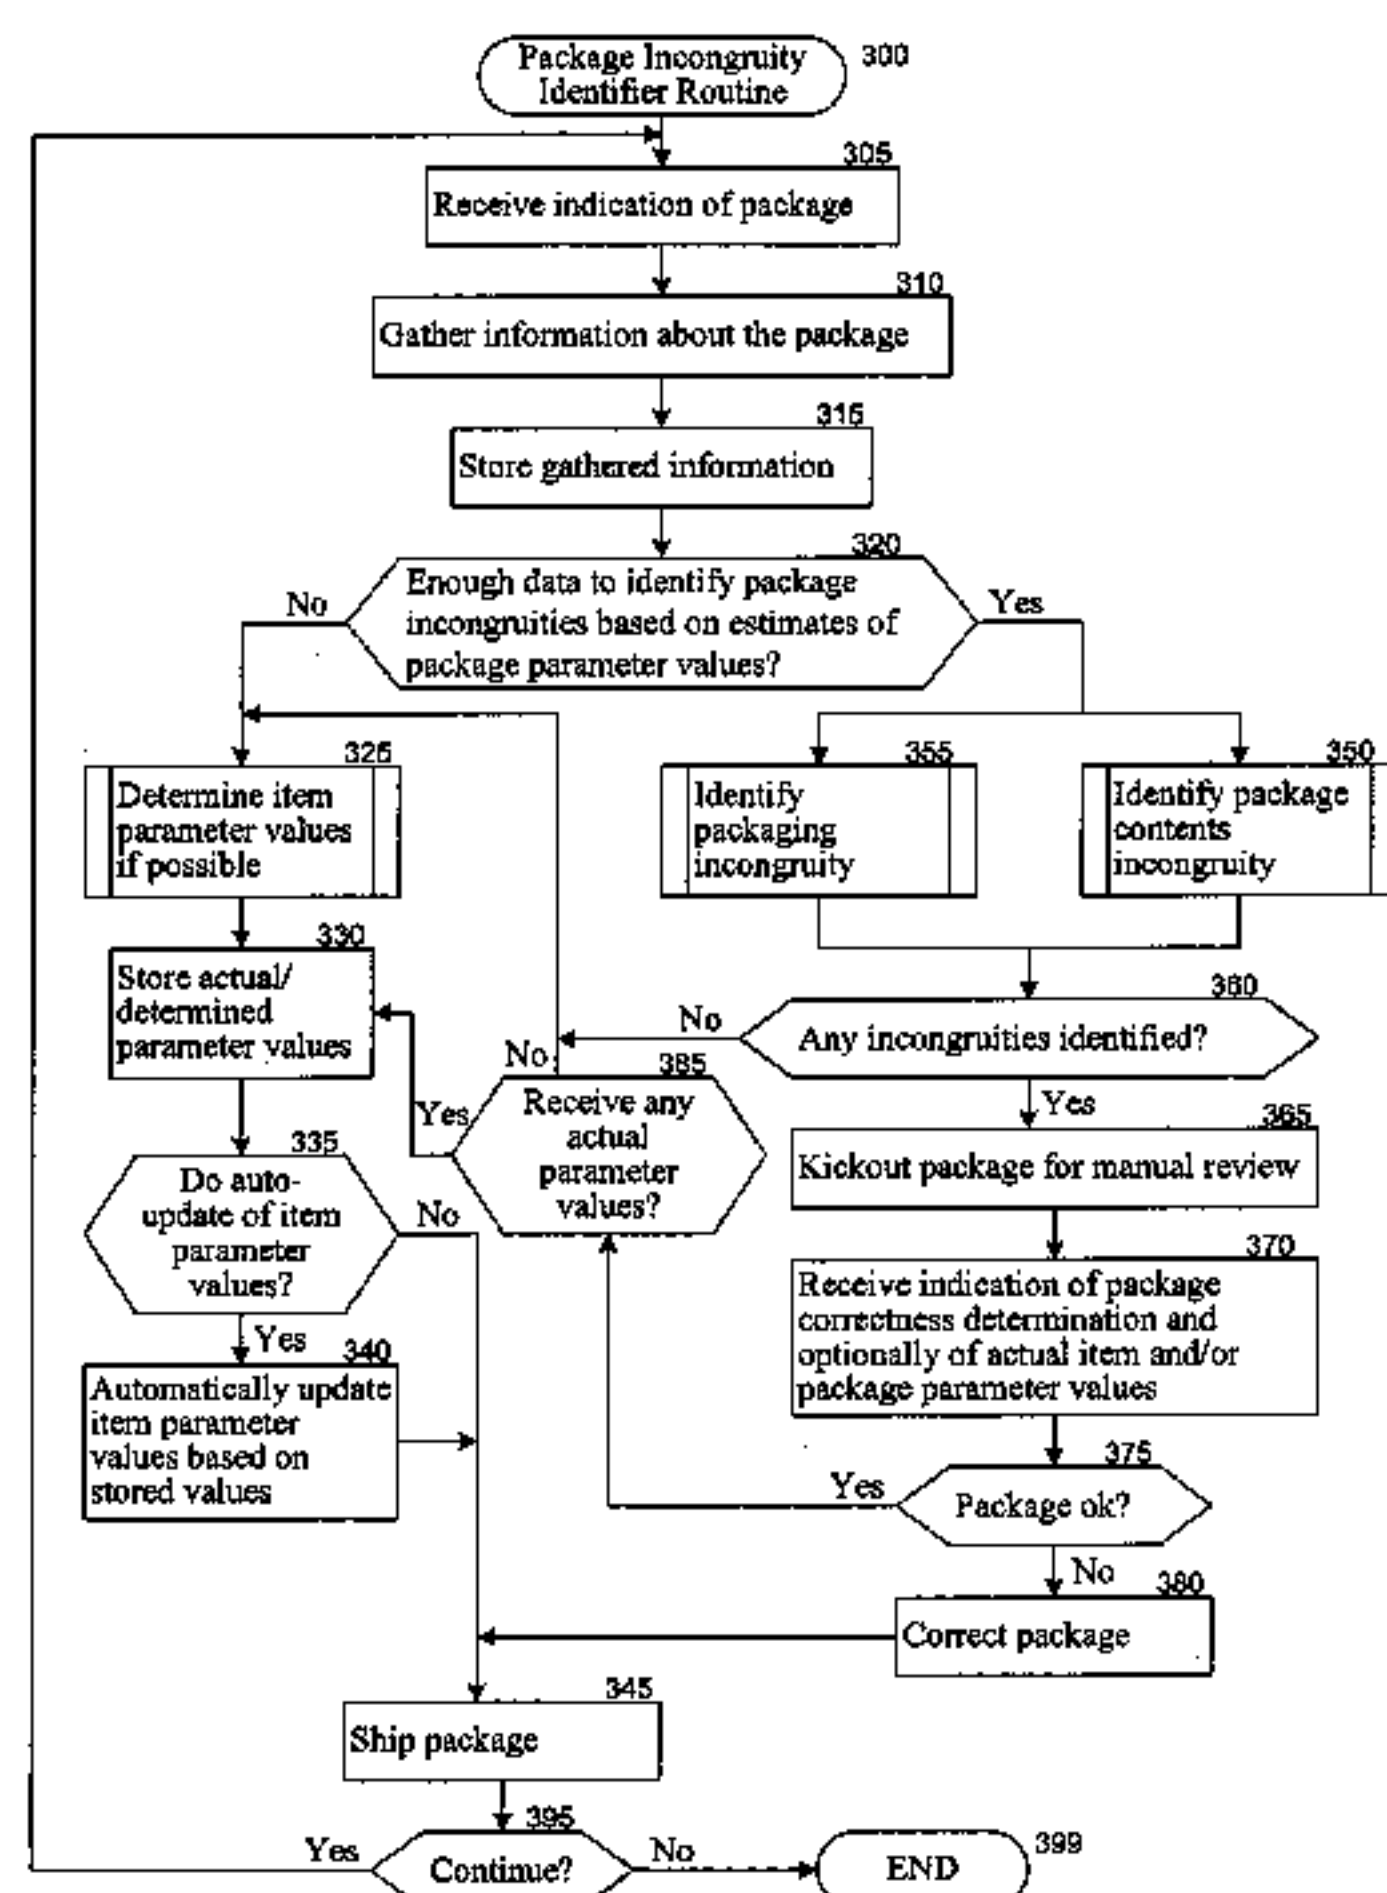 Package Incongruity
Identifier Routine
300
305
Receive indication of package
310
Gather information about the package
315
Store gathered information
320
Enough data to identify package
incongruities based on estimates of
package parameter values?
No
Yes
325
Determine item
parameter values
if possible
355
Identify
packaging
incongruity
350
Identify package
contents
incongruity
330
Store actual/
determined
parameter values
360
Any incongruities identified?
No
Yes
385
Receive any
actual
parameter
values?
No
Yes
365
Kickout package for manual review
335
Do auto-
update of item
parameter
values?
No
Yes
370
Receive indication of package
correctness determination and
optionally of actual item and/or
package parameter values
340
Automatically update
item parameter
values based on
stored values
375
Package ok?
Yes
No
380
Correct package
345
Ship package
395
Continue?
Yes
No
END
399